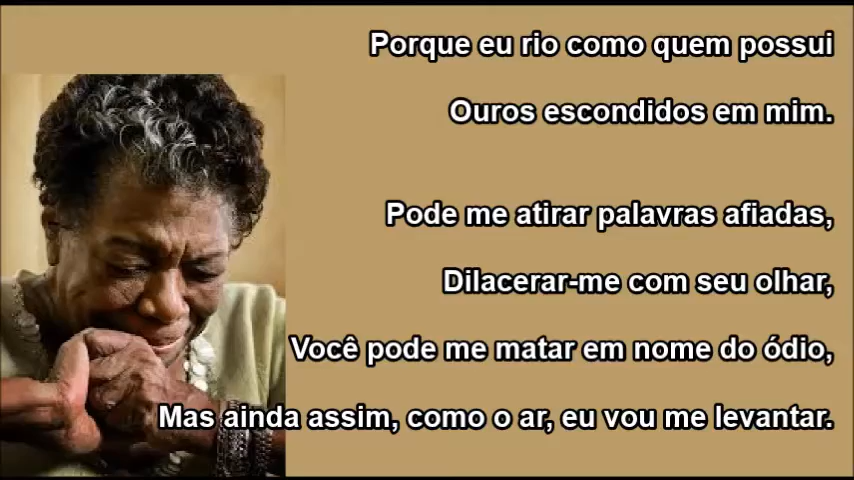 Porque eu rio como quem possui
Ouros escondidos em mim.
Pode me atirar palavras afiadas,
Dilacerar-me com seu olhar,
Você pode me matar em nome do ódio,
Mas ainda assim, como o ar, eu vou me levantar.